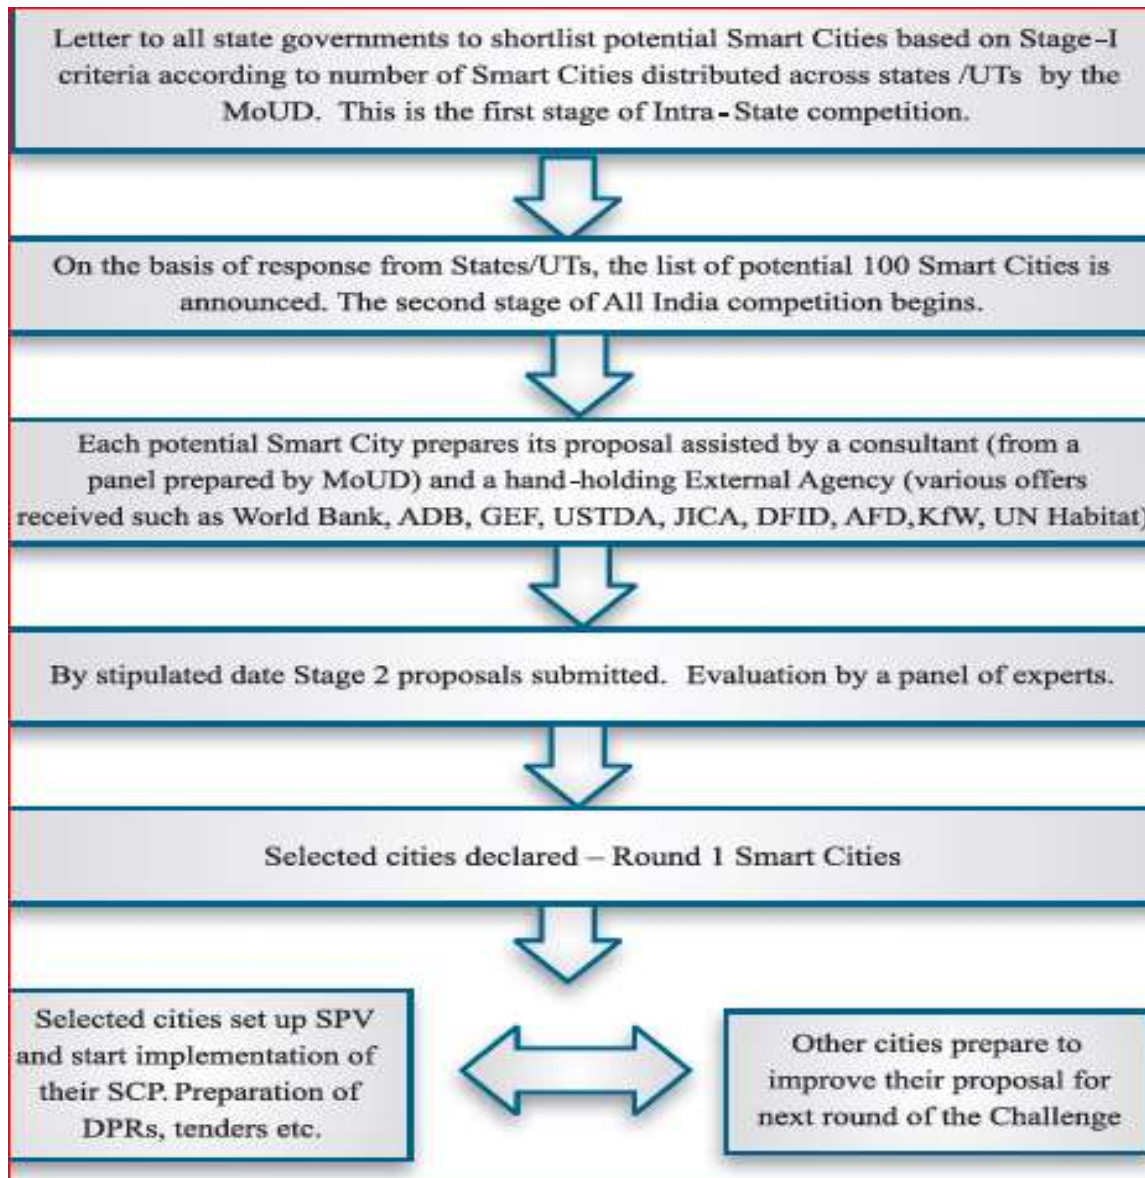 Letter to all state governments to shortlist potential Smart Cities based on Stage-I
criteria according to number of Smart Cities distributed across states /UTs by the
MoUD. This is the first stage of Intra-State competition.
On the basis of response from States/UTs, the list of potential 100 Smart Cities is
announced. The second stage of All India competition begins.
Each potential Smart City prepares its proposal assisted by a consultant (from a
panel prepared by MoUD) and a hand-holding External Agency (various offers
received such as World Bank, ADB, GEF, USTDA, JICA, DFID, AFD,KfW, UN Habitat)
By stipulated date Stage 2 proposals submitted. Evaluation by a panel of experts.
Selected cities declared – Round 1 Smart Cities
Selected cities set up SPV
and start implementation of
their SCP. Preparation of
DPRs, tenders etc.
Other cities prepare to
improve their proposal for
next round of the Challenge